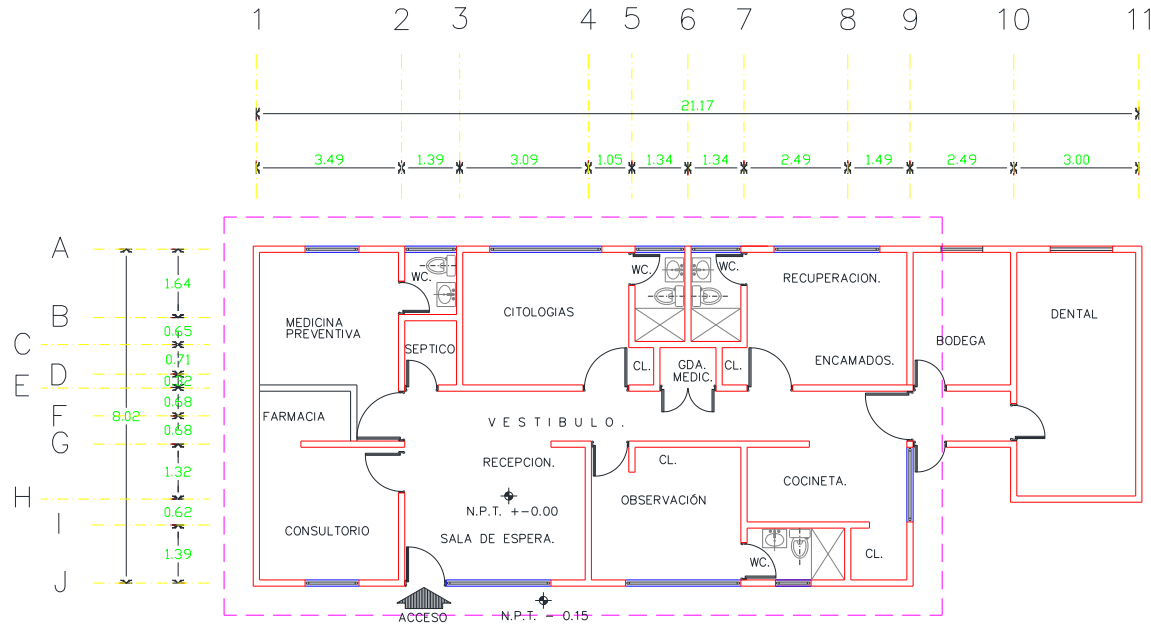 1 2 3 4 5 6 7 8 9 10 11
21.17
3.49 1.39 3.09 1.05 1.34 1.34 2.49 1.49 2.49 3.00
A
1.64
B
0.65
C
0.71
D
E
0.68
F
8.02
0.68
G
1.32
H
0.62
I
1.39
J
WC.
WC.
WC.
RECUPERACION.
CITOLOGIAS
DENTAL
MEDICINA
PREVENTIVA
SEPTICO
BODEGA
CL.
GDA.
MEDIC.
CL.
ENCAMADOS.
FARMACIA
VESTIBULO.
RECEPCION.
CL.
COCINETA.
OBSERVACIÓN
N.P.T. +-0.00
CONSULTORIO
SALA DE ESPERA.
WC.
CL.
ACCESO
N.P.T. - 0.15